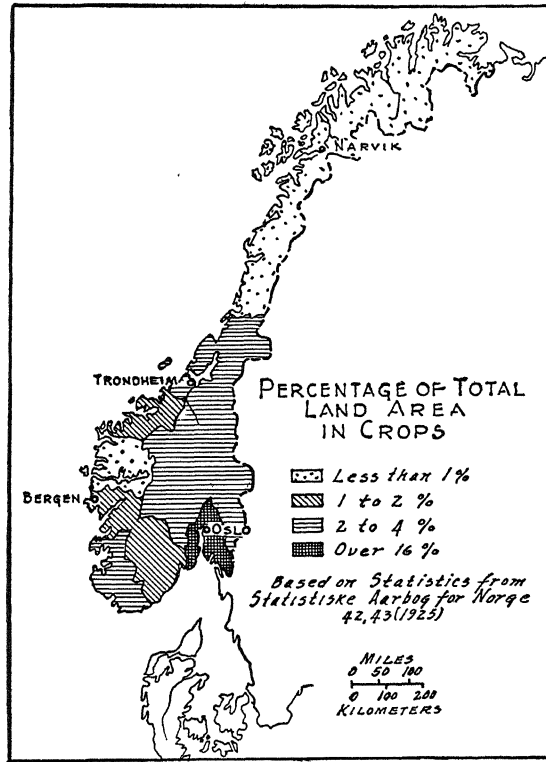 NARVIK
TRONDHEIM
PERCENTAGE OF TOTAL
LAND AREA
IN CROPS
Less than 1%
BERGEN
1 to 2 %
2 to 4 %
OSLO
Over 16 %
Based on Statistics from
Statistiske Aarbog for Norge
42,43(1925)
MILES
0 50 100
0 100 200
KILOMETERS